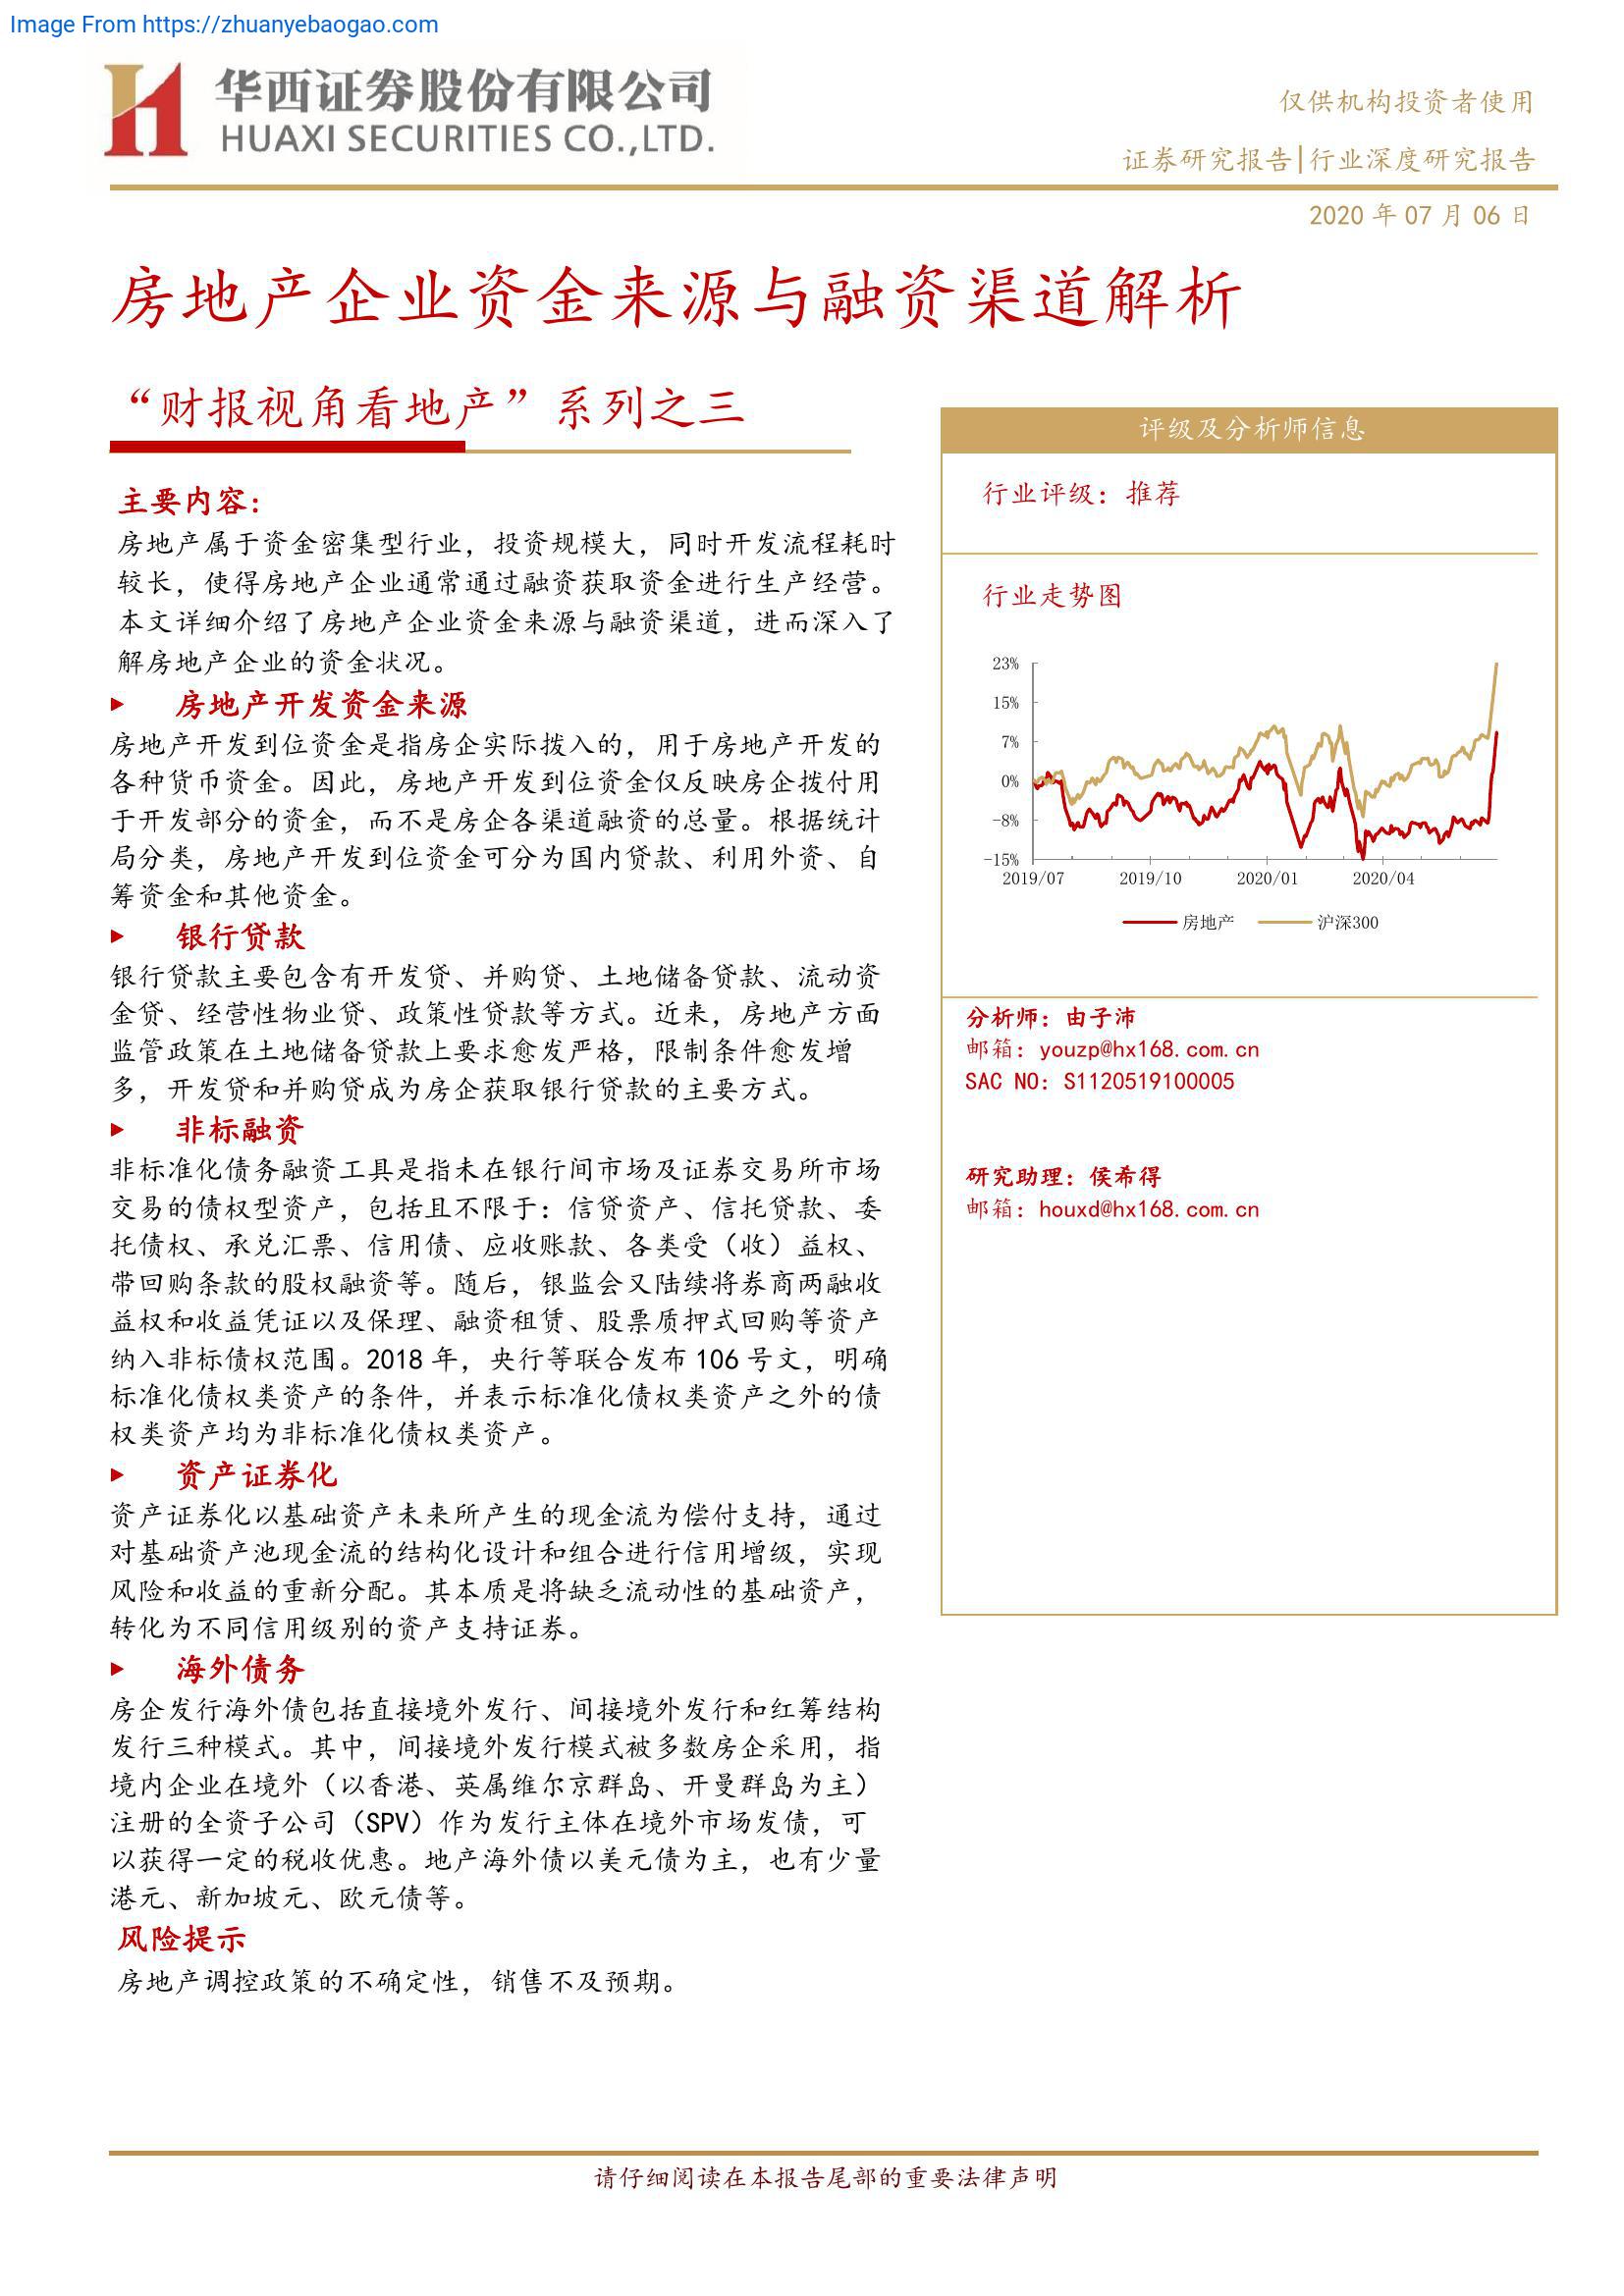 Image From https://zhuanyebaogao.com
华西证券股份有限公司
HUAXI SECURITIES CO.,LTD.
仅供机构投资者使用
证券研究报告|行业深度研究报告
2020 年 07 月 06 日
房地产企业资金来源与融资渠道解析
“财报视角看地产”系列之三
主要内容：
房地产属于资金密集型行业，投资规模大，同时开发流程耗时
较长，使得房地产企业通常通过融资获取资金进行生产经营。
本文详细介绍了房地产企业资金来源与融资渠道，进而深入了
解房地产企业的资金状况。
房地产开发资金来源
房地产开发到位资金是指房企实际拨入的，用于房地产开发的
各种货币资金。因此，房地产开发到位资金仅反映房企拨付用
于开发部分的资金，而不是房企各渠道融资的总量。根据统计
局分类，房地产开发到位资金可分为国内贷款、利用外资、自
筹资金和其他资金。
银行贷款
银行贷款主要包含有开发贷、并购贷、土地储备贷款、流动资
金贷、经营性物业贷、政策性贷款等方式。近来，房地产方面
监管政策在土地储备贷款上要求愈发严格，限制条件愈发增
多，开发贷和并购贷成为房企获取银行贷款的主要方式。
非标融资
非标准化债务融资工具是指未在银行间市场及证券交易所市场
交易的债权型资产，包括且不限于：信贷资产、信托贷款、委
托债权、承兑汇票、信用债、应收账款、各类受（收）益权、
带回购条款的股权融资等。随后，银监会又陆续将券商两融收
益权和收益凭证以及保理、融资租赁、股票质押式回购等资产
纳入非标债权范围。2018 年，央行等联合发布 106 号文，明确
标准化债权类资产的条件，并表示标准化债权类资产之外的债
权类资产均为非标准化债权类资产。
资产证券化
资产证券化以基础资产未来所产生的现金流为偿付支持，通过
对基础资产池现金流的结构化设计和组合进行信用增级，实现
风险和收益的重新分配。其本质是将缺乏流动性的基础资产，
转化为不同信用级别的资产支持证券。
海外债务
房企发行海外债包括直接境外发行、间接境外发行和红筹结构
发行三种模式。其中，间接境外发行模式被多数房企采用，指
境内企业在境外（以香港、英属维尔京群岛、开曼群岛为主）
注册的全资子公司（SPV）作为发行主体在境外市场发债，可
以获得一定的税收优惠。地产海外债以美元债为主，也有少量
港元、新加坡元、欧元债等。
风险提示
房地产调控政策的不确定性，销售不及预期。
评级及分析师信息
行业评级：推荐
行业走势图
23%
15%
7%
0%
-8%
-15%
2019/07 2019/10 2020/01 2020/04
房地产 沪深300
分析师：由子沛
邮箱：youzp@hx168.com.cn
SAC NO：S1120519100005
研究助理：侯希得
邮箱：houxd@hx168.com.cn
请仔细阅读在本报告尾部的重要法律声明